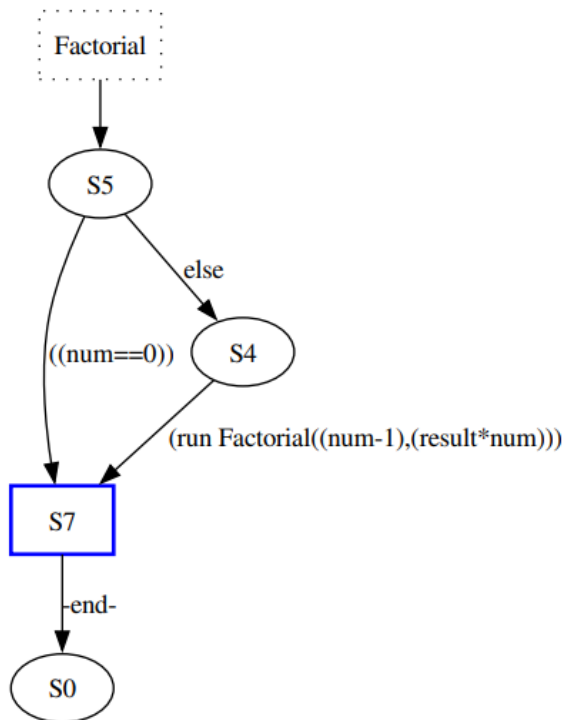 Factorial
S5
else
((num==0))
S4
(run Factorial((num-1),(result*num)))
S7
-end-
S0